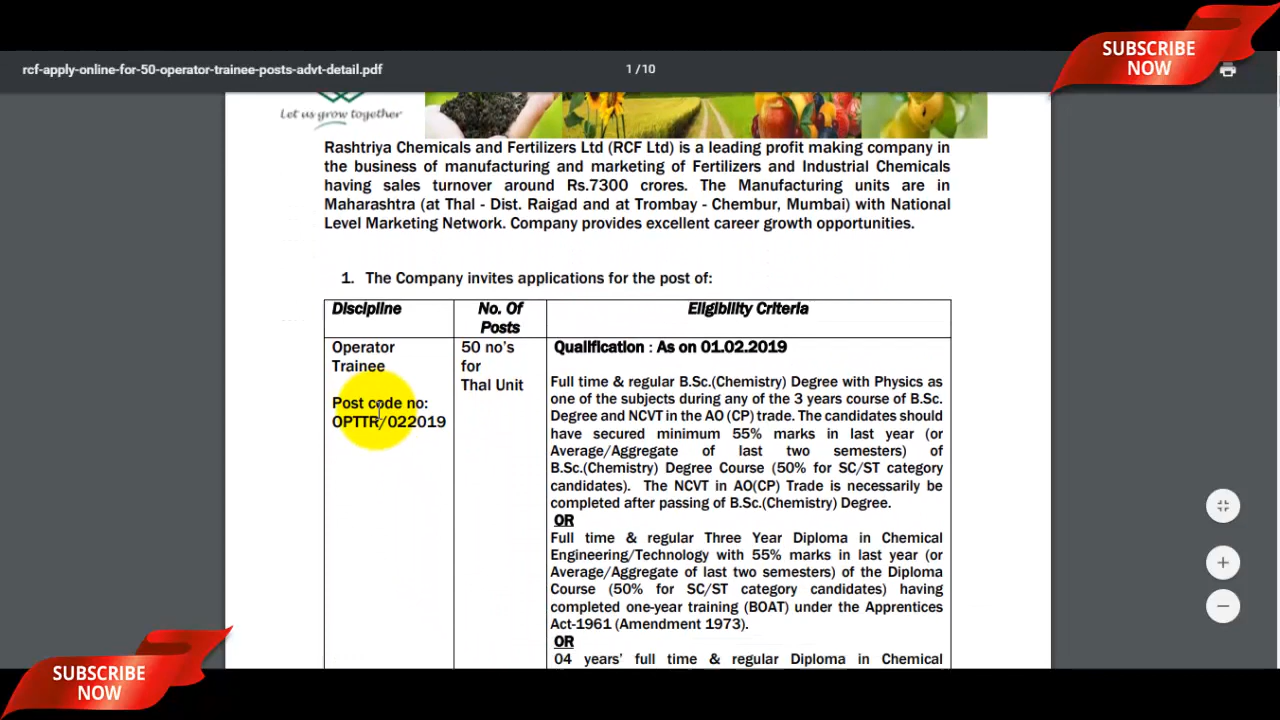 SUBSCRIBE
NOW
rcf-apply-online-for-50-operator-trainee-posts-advt-detail.pdf
1 / 10
Let us grow together
Rashtriya Chemicals and Fertilizers Ltd (RCF Ltd) is a leading profit making company in
the business of manufacturing and marketing of Fertilizers and Industrial Chemicals
having sales turnover around Rs.7300 crores. The Manufacturing units are in
Maharashtra (at Thal - Dist. Raigad and at Trombay - Chembur, Mumbai) with National
Level Marketing Network. Company provides excellent career growth opportunities.
1. The Company invites applications for the post of:
Discipline
No. Of
Posts
Eligibility Criteria
Operator
Trainee
Post code no:
OPTTR/022019
50 no's
for
Thal Unit
Qualification : As on 01.02.2019
Full time & regular B.Sc.(Chemistry) Degree with Physics as
one of the subjects during any of the 3 years course of B.Sc.
Degree and NCVT in the AO (CP) trade. The candidates should
have secured minimum 55% marks in last year (or
Average/Aggregate of last two semesters) of
B.Sc.(Chemistry) Degree Course (50% for SC/ST category
candidates). The NCVT in AO(CP) Trade is necessarily be
completed after passing of B.Sc.(Chemistry) Degree.
OR
Full time & regular Three Year Diploma in Chemical
Engineering/Technology with 55% marks in last year (or
Average/Aggregate of last two semesters) of the Diploma
Course (50% for SC/ST category candidates) having
completed one-year training (BOAT) under the Apprentices
Act-1961 (Amendment 1973).
OR
04 years' full time & regular Diploma in Chemical
SUBSCRIBE
NOW